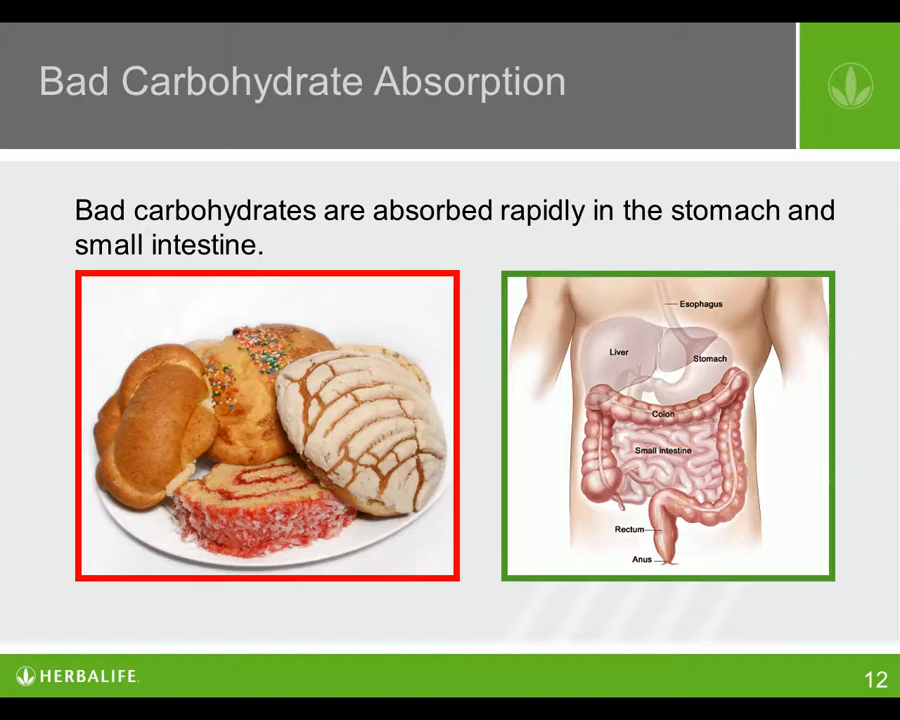 Bad Carbohydrate Absorption
Bad carbohydrates are absorbed rapidly in the stomach and
small intestine.
Esophagus
Liver
Stomach
Colon
Small intestine
Rectum
Anus
HERBALIFE.
12